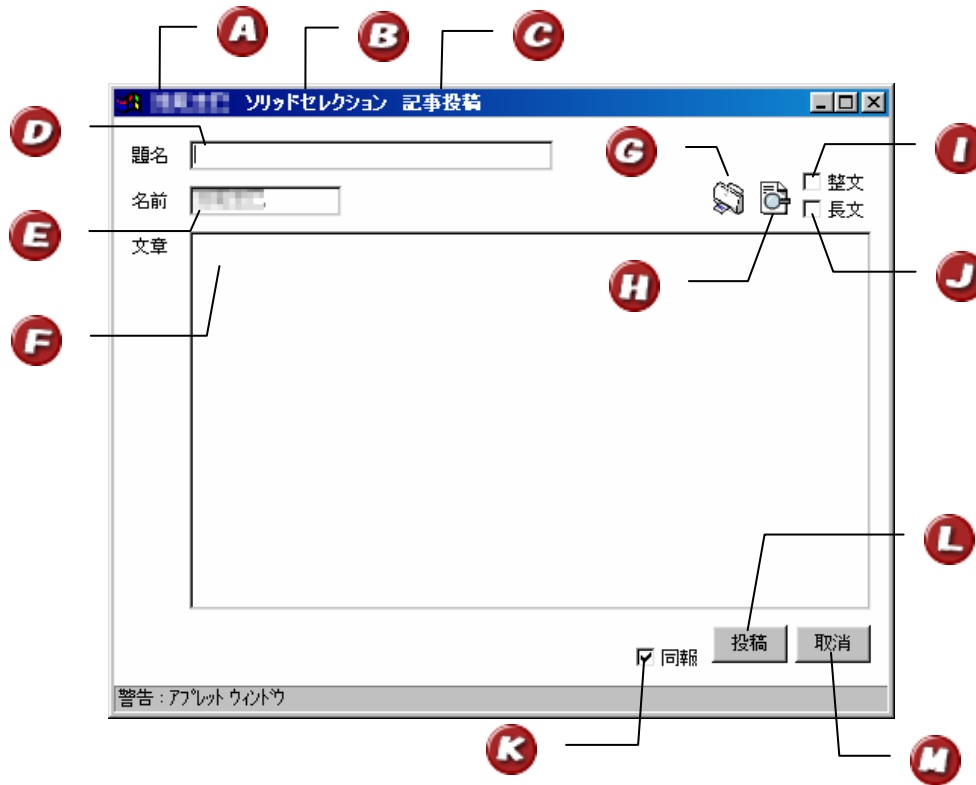 A B C
ソリッドセレクション 記事投稿
D 題名 G I 整文
E 名前 H J 長文
文章
F
L
同報 投稿 取消
警告:アプレット ウィンドウ
K M